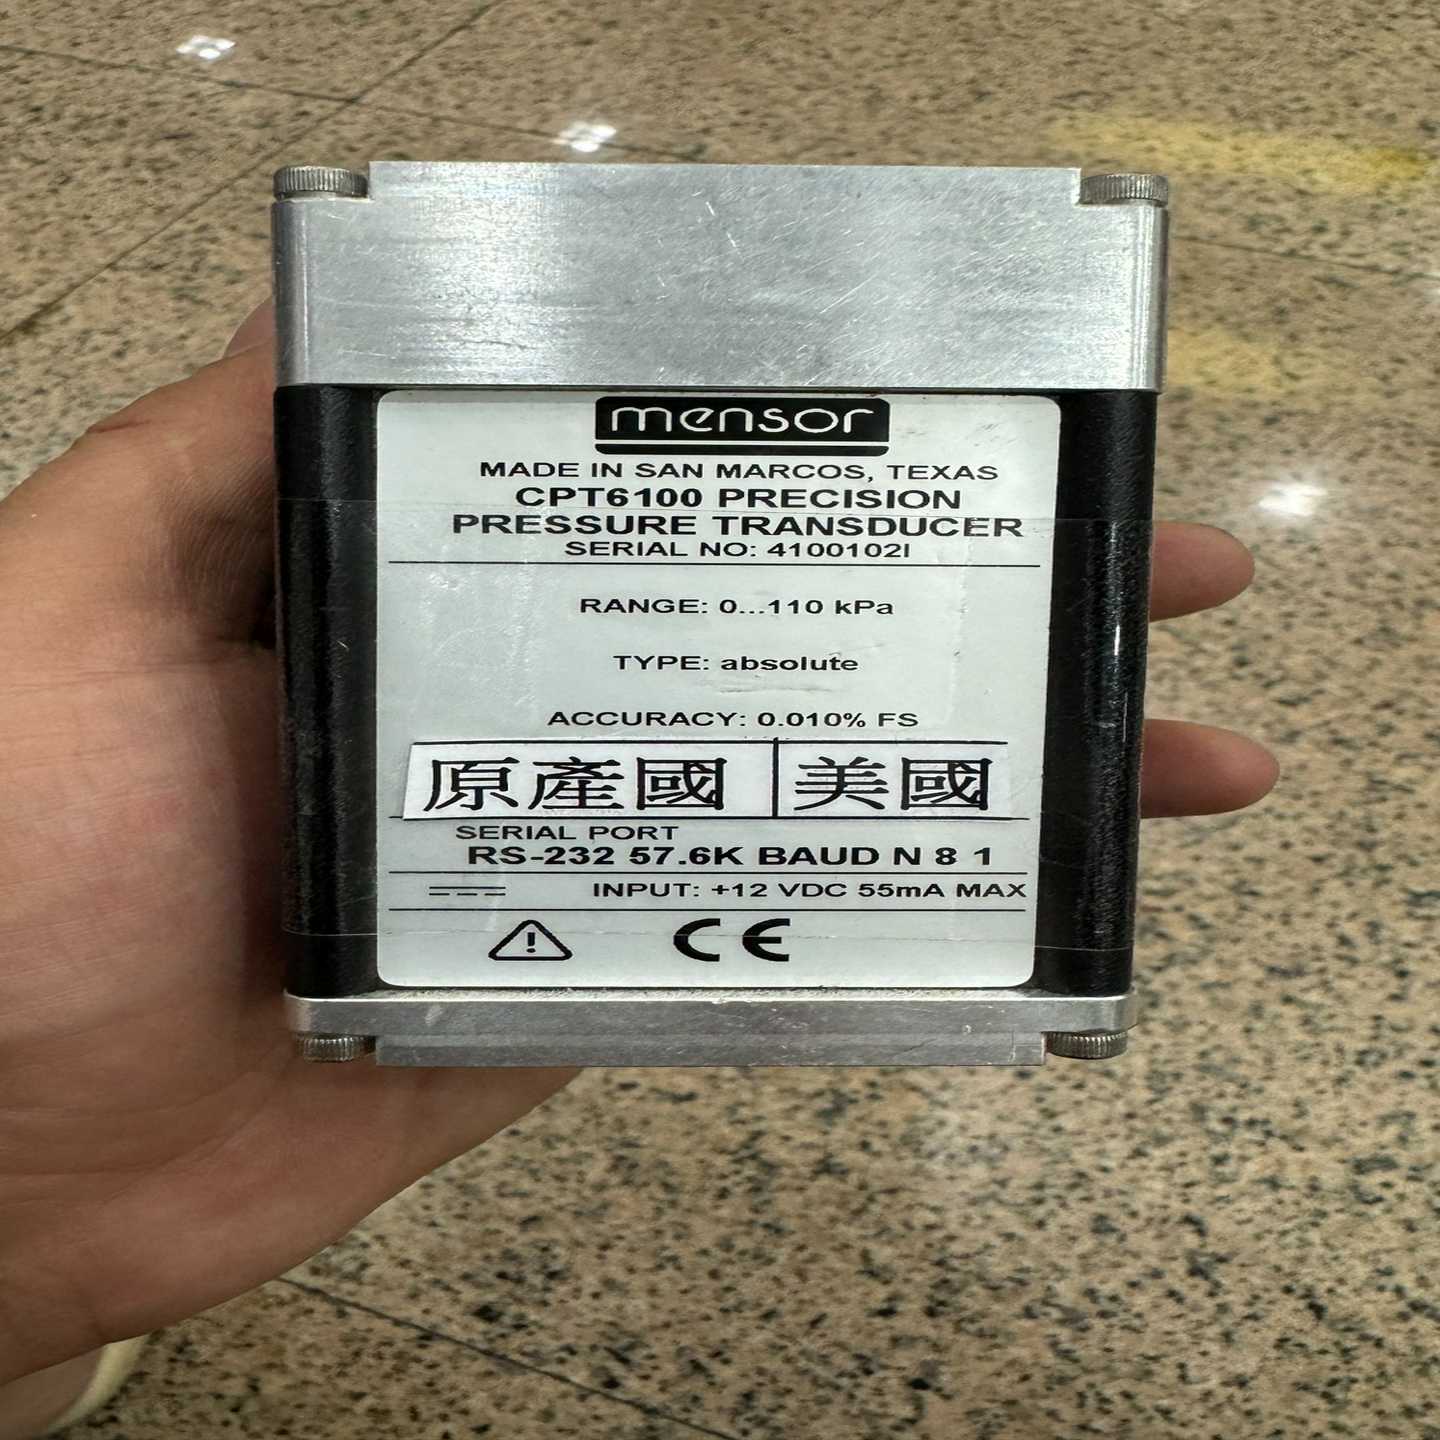 mensor
MADE IN SAN MARCOS, TEXAS
CPT6100 PRECISION
PRESSURE TRANSDUCER
SERIAL NO: 4100102I
RANGE: 0...110 kPa
TYPE: absolute
ACCURACY: 0.010% FS
原產國 美國
SERIAL PORT
RS-232 57.6K BAUD N 8 1
INPUT: +12 VDC 55mA MAX
CE